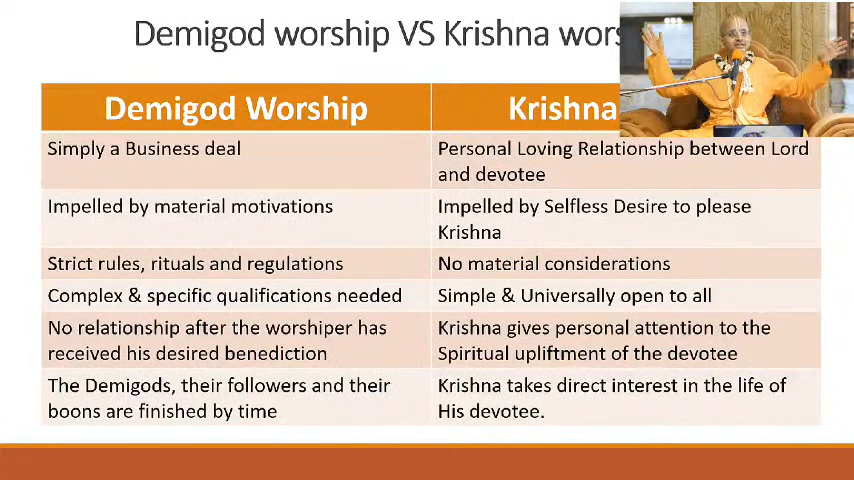 Demigod worship VS Krishna
Demigod Worship
Krishna
Simply a Business deal
Personal Loving Relationship between Lord
and devotee
Impelled by material motivations
Impelled by Selfless Desire to please
Krishna
Strict rules, rituals and regulations
No material considerations
Complex & specific qualifications needed
Simple & Universally open to all
No relationship after the worshiper has
received his desired benediction
Krishna gives personal attention to the
Spiritual upliftment of the devotee
The Demigods, their followers and their
boons are finished by time
Krishna takes direct interest in the life of
His devotee.